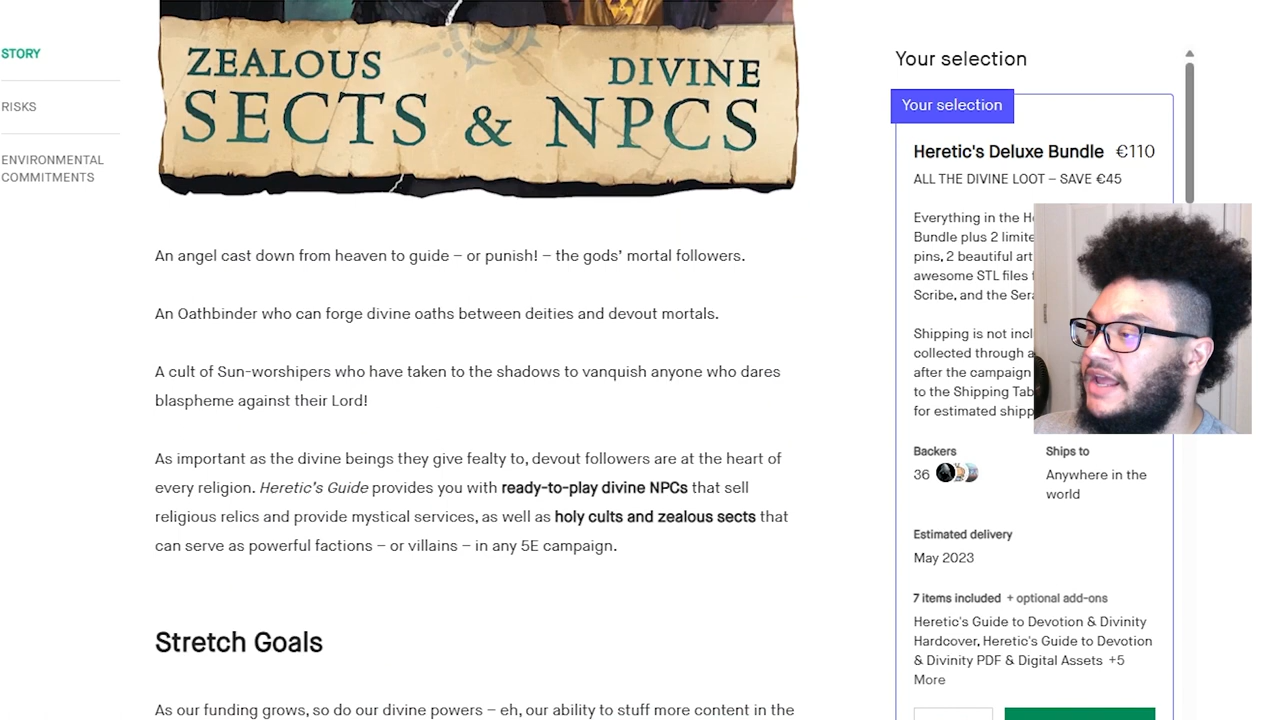 ZEALOUS
SECTS & NPCS
DIVINE
STORY
RISKS
ENVIRONMENTAL
COMMITMENTS
An angel cast down from heaven to guide – or punish! – the gods’ mortal followers.
An Oathbinder who can forge divine oaths between deities and devout mortals.
A cult of Sun-worshipers who have taken to the shadows to vanquish anyone who dares
blaspheme against their Lord!
As important as the divine beings they give fealty to, devout followers are at the heart of
every religion. Heretic’s Guide provides you with ready-to-play divine NPCs that sell
religious relics and provide mystical services, as well as holy cults and zealous sects that
can serve as powerful factions – or villains – in any 5E campaign.
Stretch Goals
As our funding grows, so do our divine powers – eh, our ability to stuff more content in the
Your selection
Your selection
Heretic's Deluxe Bundle €110
ALL THE DIVINE LOOT – SAVE €45
Everything in the
Bundle plus 2
pins, 2 beautiful
awesome STL files
Scribe, and the
Shipping is not
collected through
after the campaign
to the Shipping
for estimated
Backers
36
Ships to
Anywhere in the
world
Estimated delivery
May 2023
7 items included + optional add-ons
Heretic's Guide to Devotion & Divinity
Hardcover, Heretic's Guide to Devotion
& Divinity PDF & Digital Assets +5
More